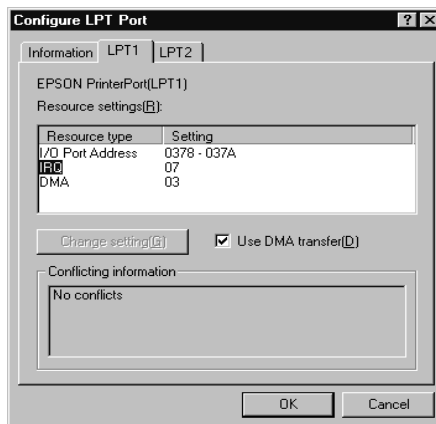 Configure LPT Port
Information LPT1 LPT2
EPSON PrinterPort(LPT1)
Resource settings(R):
Resource type Setting
I/O Port Address 0378 - 037A
IRQ 07
DMA 03
Change setting(G) Use DMA transfer(D)
Conflicting information
No conflicts
OK Cancel